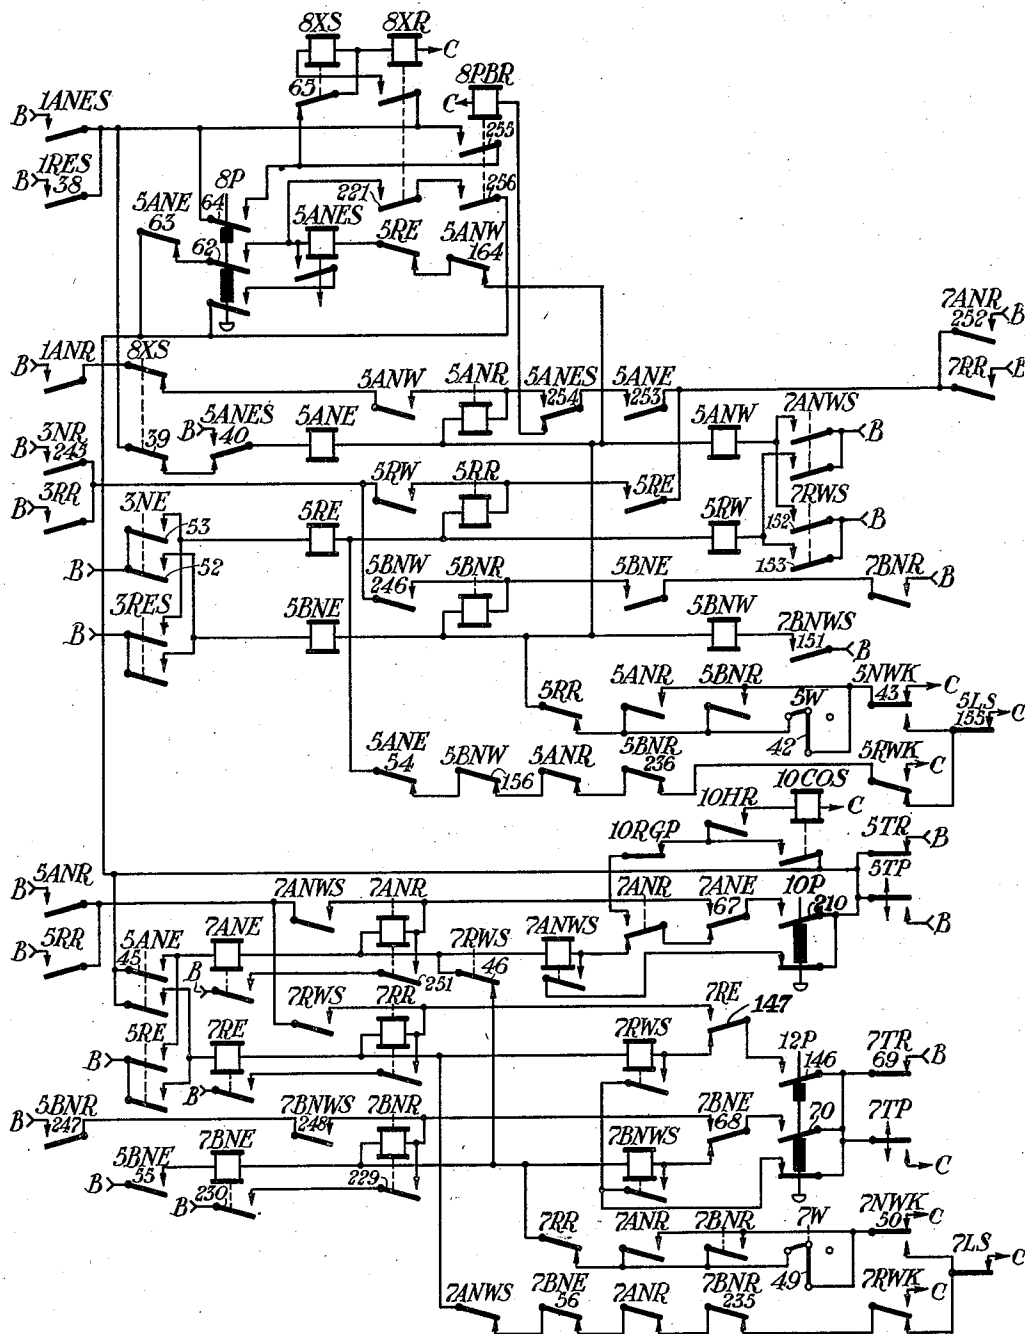 8XS 8XR
C
65 8PBR
C
1ANES
B
255
1RES
B
38
8P
5ANE 64 5ANES 221 256
63 5RE 5ANW
62 164
7ANR
252 B
1ANR 8XS
B
5ANW 5ANR 5ANES 5ANE 7RR
B
254 253
5ANES 5ANE 5ANW 7ANWS
3NR B 40
B 243 39 B
5RW 5RR 5RE
3RR 3NE 5RE 5RW 7RWS
B 53 152 B
5BNW 5BNR 5BNE 153 7BNR
B 52 246 B
3RES 5BNE 5BNW 7BNWS
B 151
B
5RR 5ANR 5BNR 5W 5NWK
C
43 5LS
42 155 C
5ANE 5BNW 5ANR 5BNR 5RWK
54 156 236 10COS C
10HR C
10RGP 5TR
B
5ANR 7ANWS 7ANR 7ANR 7ANE 10P 5TP
B 67 210
5RR 5ANE 7ANE 7RWS 7ANWS B
B 45 B 46
251
7RWS 7RR 7RE
147
5RE 7RE 7RWS 12P 7TR
B 146 69 B
B
5BNR 7BNWS 7BNR 7BNE 70 7TP
B 247 248 68
7BNE 7BNWS C
5BNE
B 55 B 230 229
7RR 7ANR 7BNR 7W 7NWK
50 C
7LS
49 C
7ANWS 7BNE 7ANR 7BNR 7RWK
56 235 C